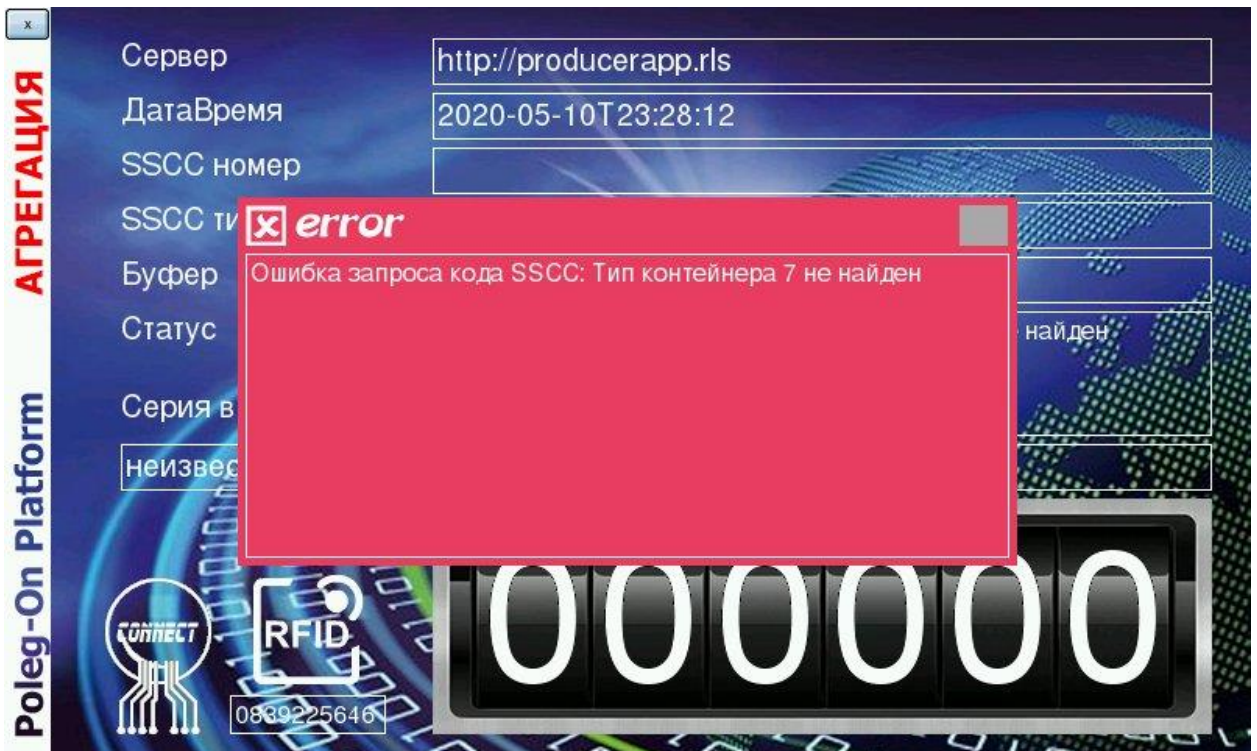 x
Сервер
http://producerapp.rls
ДатаВремя
2020-05-10T23:28:12
SSCC номер
SSCC ти
x error
Буфер
Ошибка запроса кода SSCC: Тип контейнера 7 не найден
Статус
найден
Серия в
неизвес
АГРЕГАЦИЯ
Poleg-On Platform
CONNECT
RFID
0839225646
000000